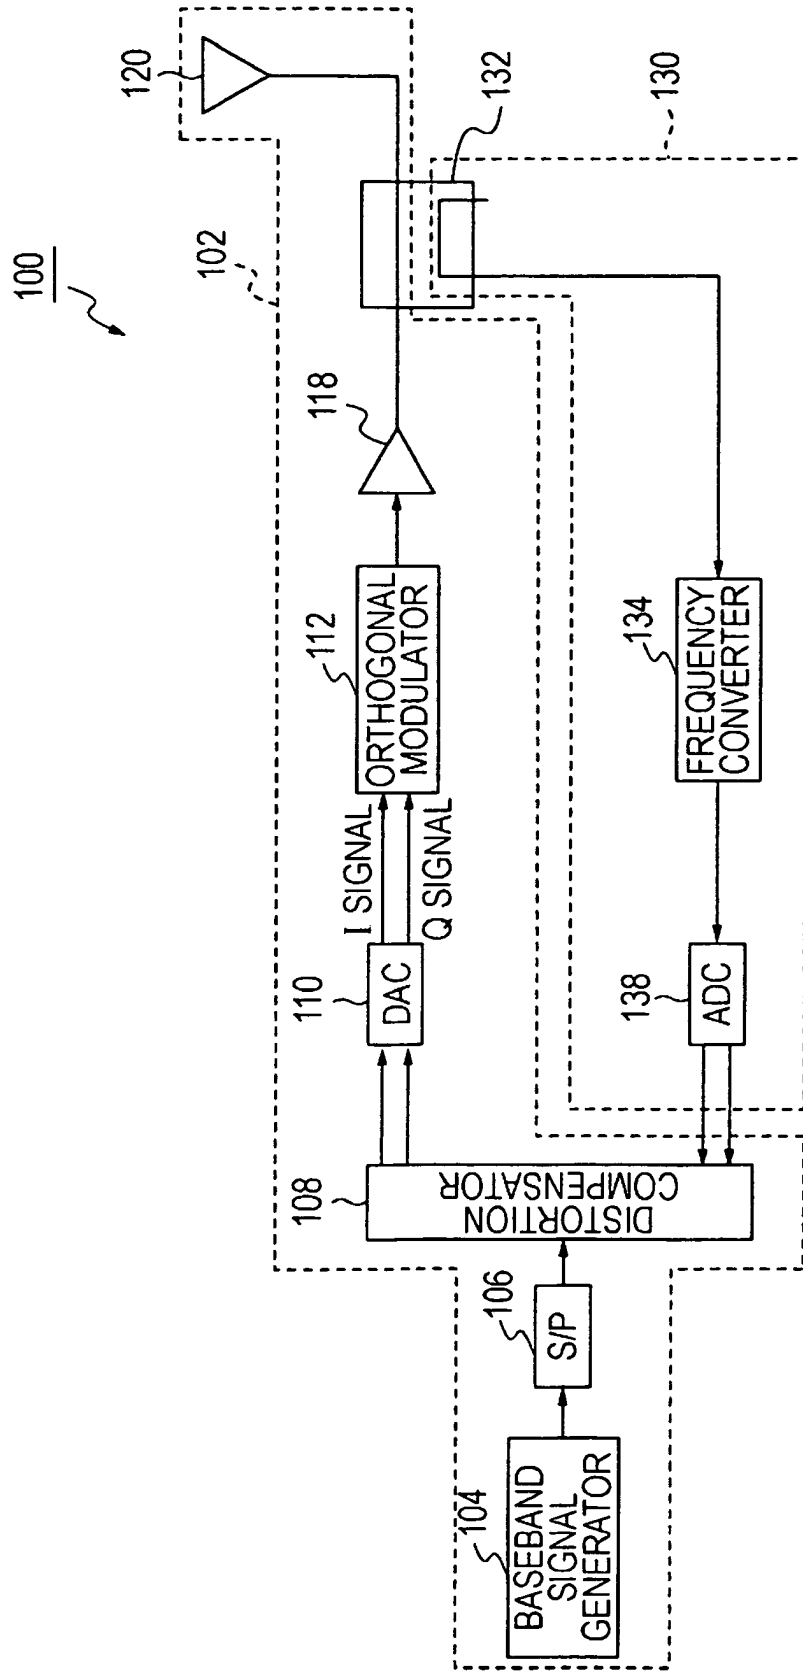 100
102
120
132
130
118
112
ORTHOGONAL
MODULATOR
I SIGNAL
Q SIGNAL
110
DAC
108
DISTORTION
COMPENSATOR
106
S/P
104
BASEBAND
SIGNAL
GENERATOR
134
FREQUENCY
CONVERTER
138
ADC